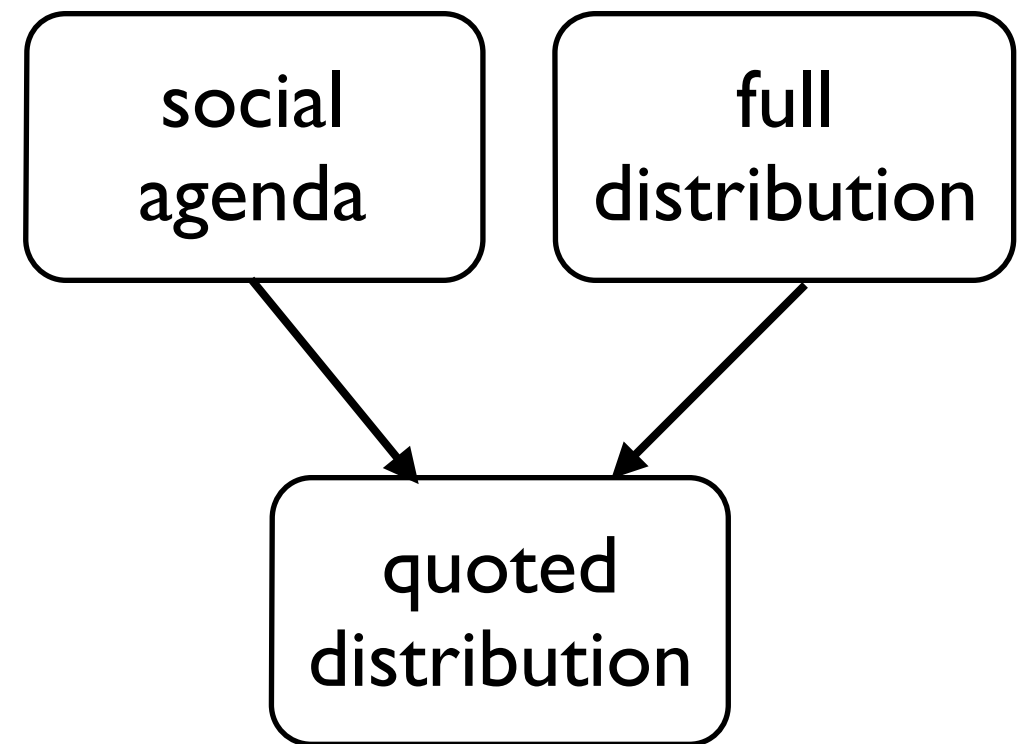 social
agenda
full
distribution
quoted
distribution